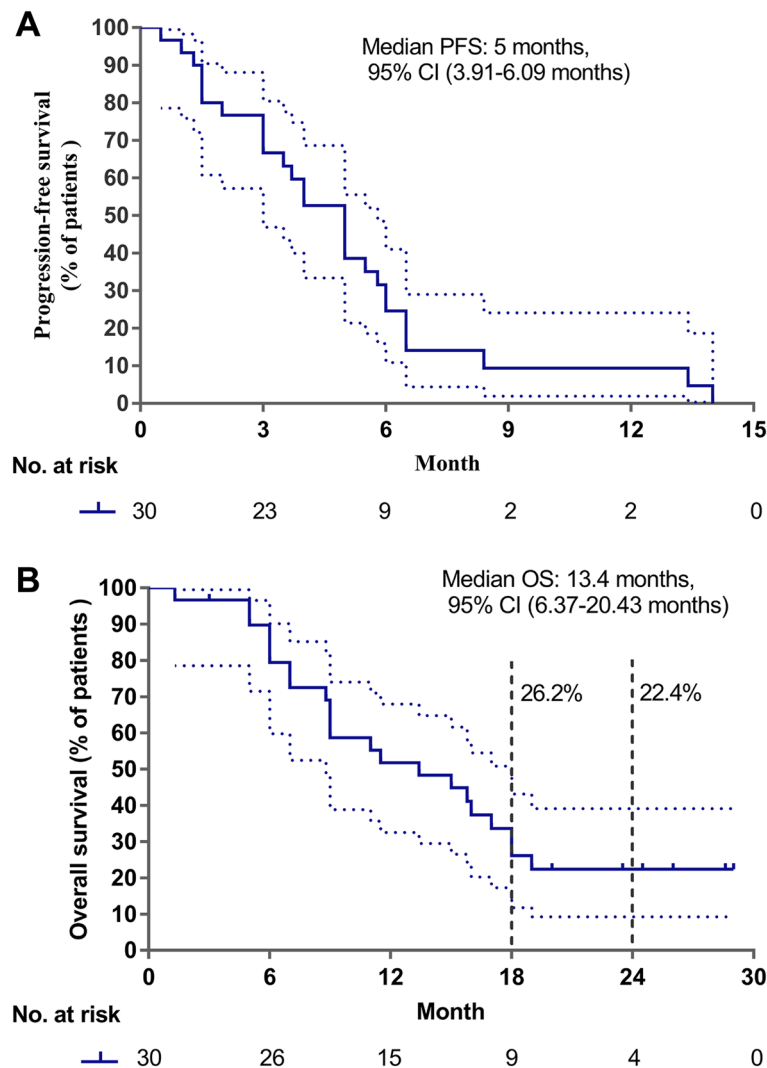 A
Median PFS: 5 months,
95% CI (3.91-6.09 months)
Progression-free survival
(% of patients )
100
90
80
70
60
50
40
30
20
10
0
0 3 6 9 12 15
Month
No. at risk
30 23 9 2 2 0
B
Median OS: 13.4 months,
95% CI (6.37-20.43 months)
Overall survival (% of patients )
100
90
80
70
60
50
40
30
20
10
0
26.2%
22.4%
0 6 12 18 24 30
Month
No. at risk
30 26 15 9 4 0